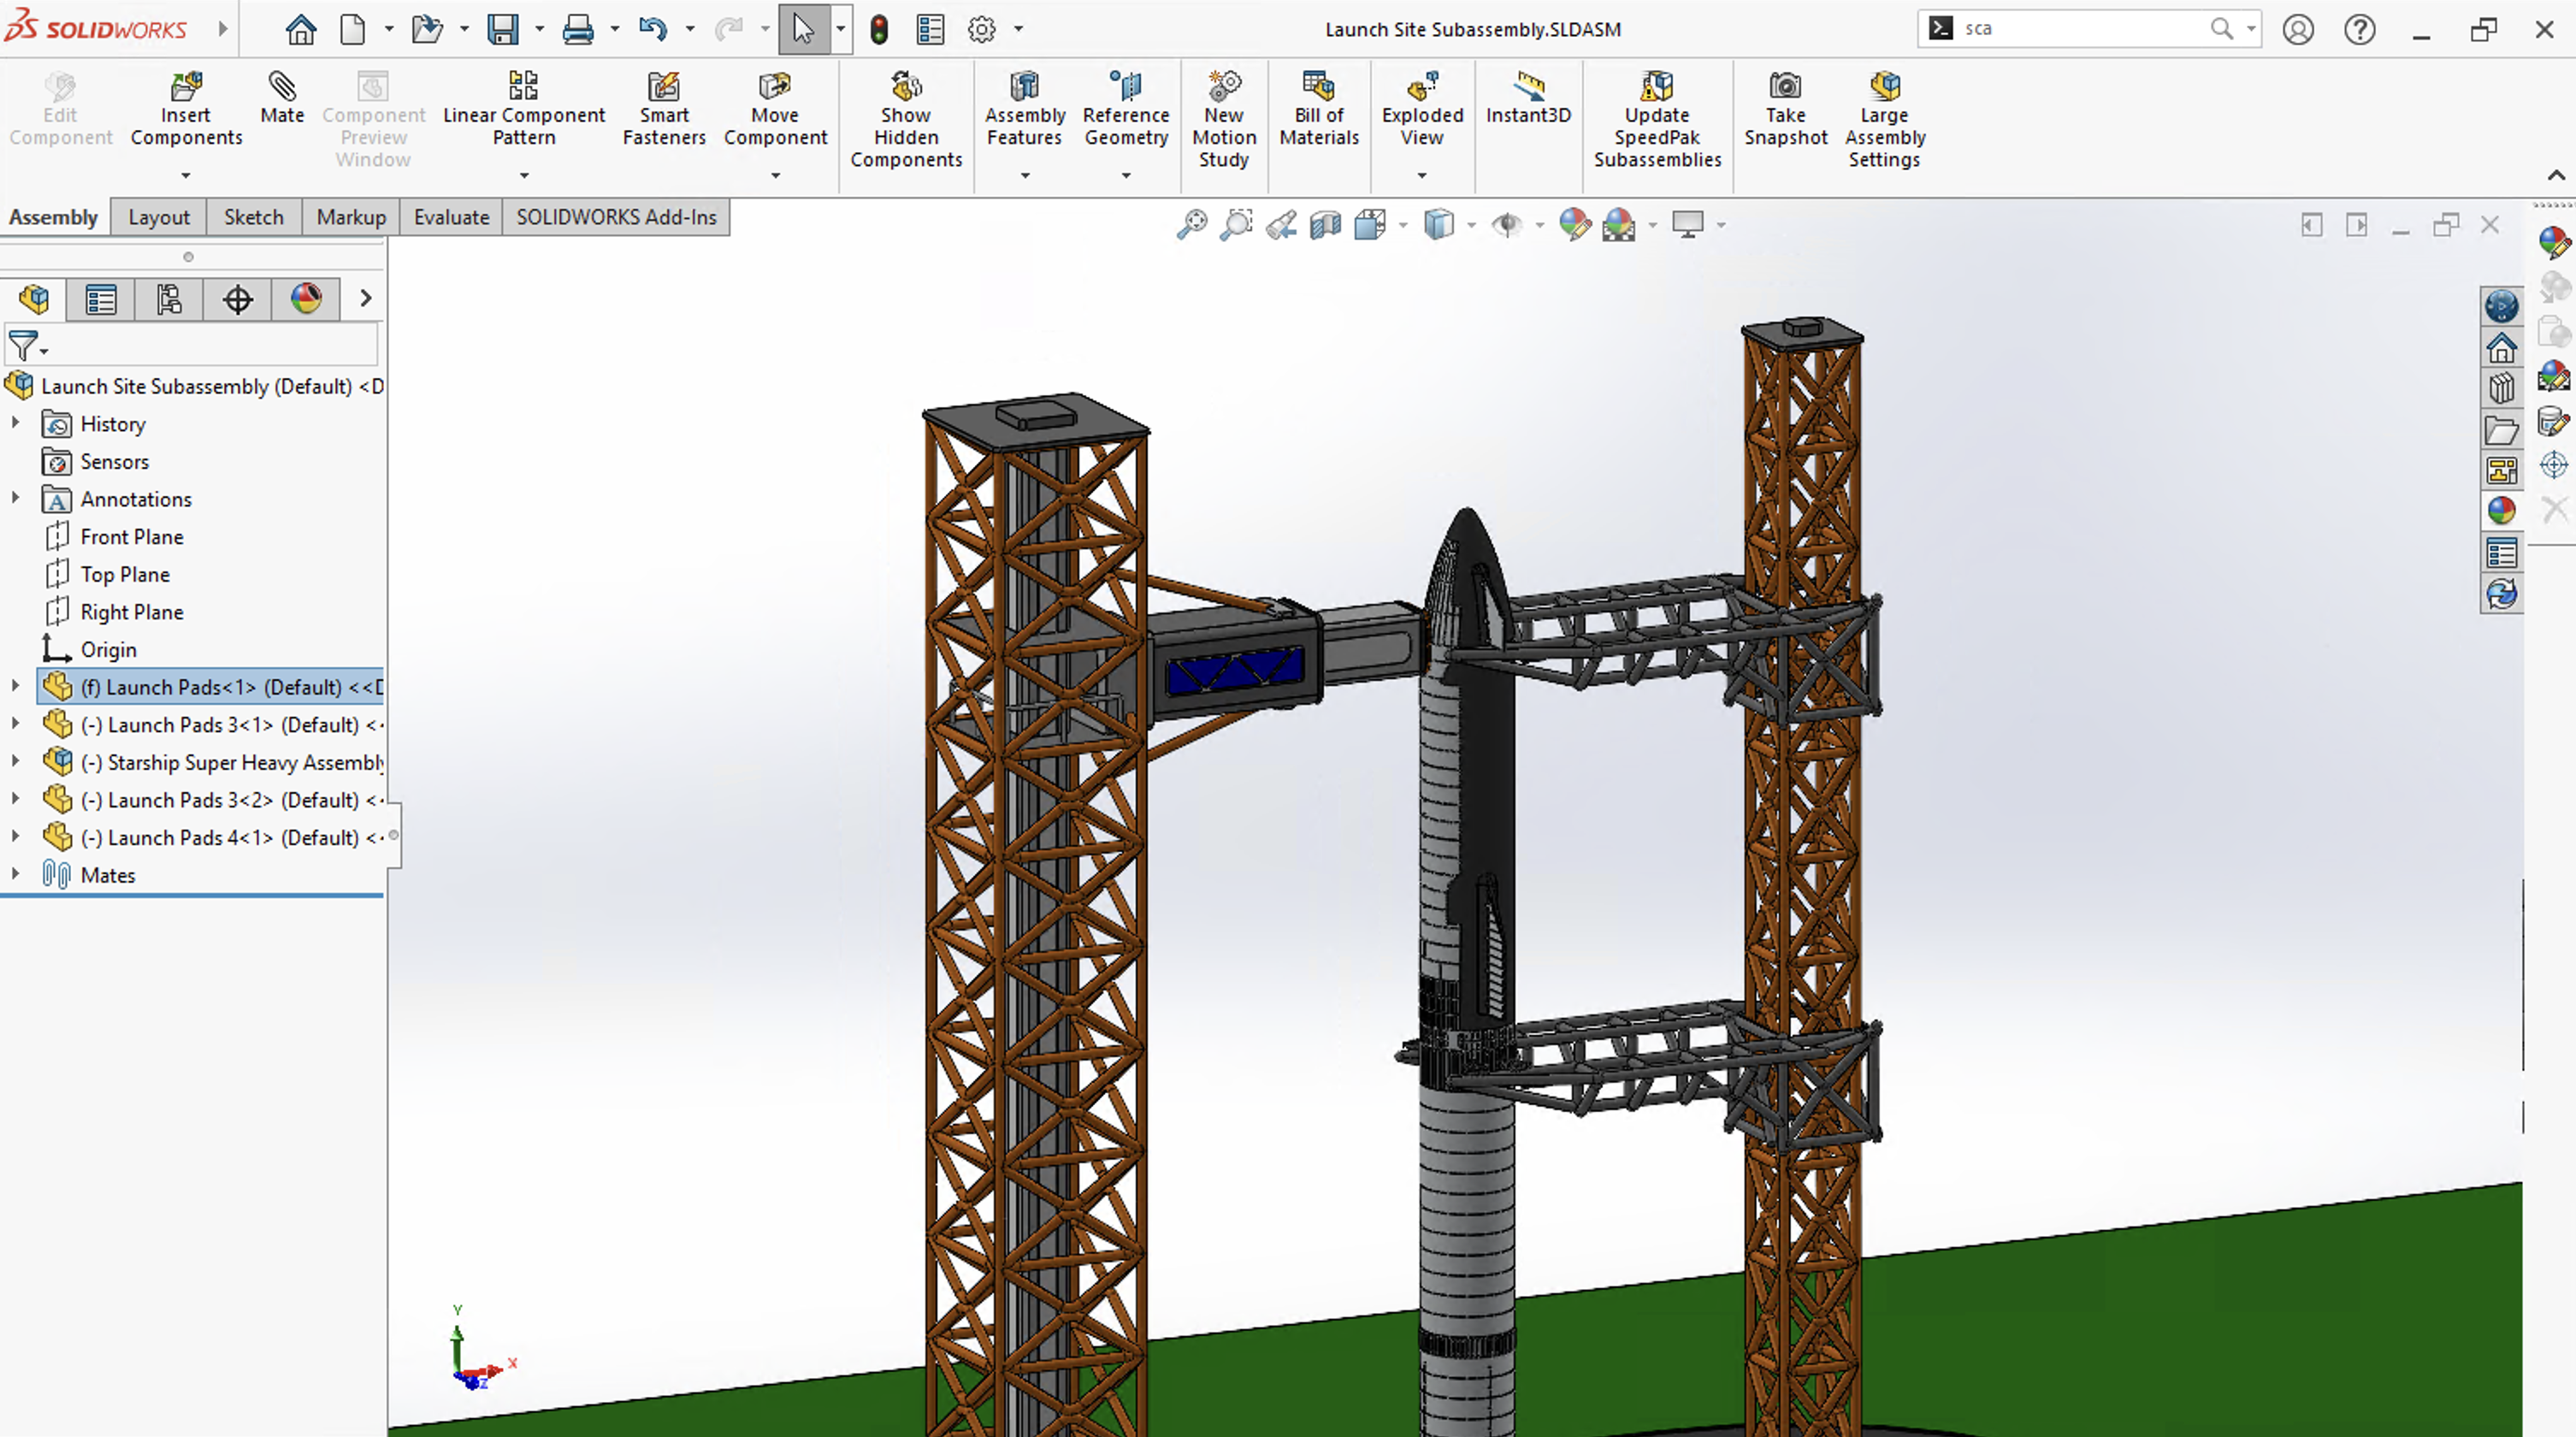 SOLIDWORKS
Launch Site Subassembly.SLDASM
sca
Edit
Component
Insert
Components
Mate
Component
Preview
Window
Linear Component
Pattern
Smart
Fasteners
Move
Component
Show
Hidden
Components
Assembly
Features
Reference
Geometry
New
Motion
Study
Bill of
Materials
Exploded
View
Instant3D
Update
SpeedPak
Subassemblies
Take
Snapshot
Large
Assembly
Settings
Assembly
Layout
Sketch
Markup
Evaluate
SOLIDWORKS Add-Ins
Launch Site Subassembly (Default) <D
History
Sensors
A Annotations
Front Plane
Top Plane
Right Plane
Origin
(f) Launch Pads<1> (Default) <<D
(-) Launch Pads 3<1> (Default) <
(-) Starship Super Heavy Assembly
(-) Launch Pads 3<2> (Default) <
(-) Launch Pads 4<1> (Default) <
Mates
Y
X
Z